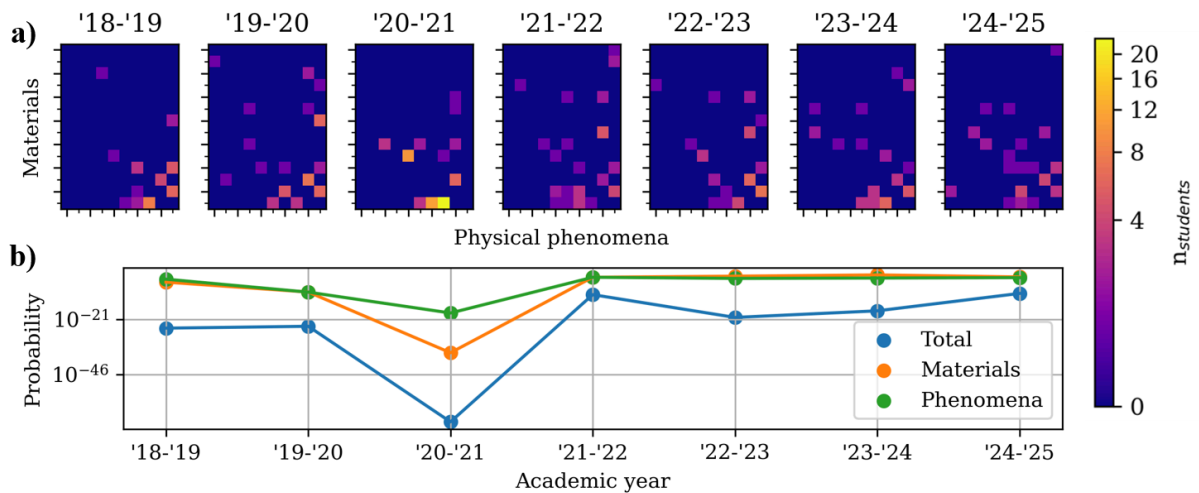 a)
'18-'19 '19-'20 '20-'21 '21-'22 '22-'23 '23-'24 '24-'25
Materials
Physical phenomena
20
16
12
8
4
0
n_students
b)
Probability
10^-21
10^-46
Total
Materials
Phenomena
'18-'19 '19-'20 '20-'21 '21-'22 '22-'23 '23-'24 '24-'25
Academic year